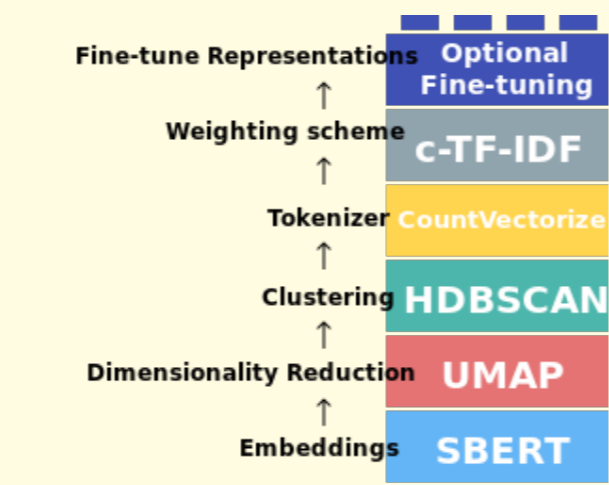 Fine-tune Representations
Optional
Fine-tuning
↑
Weighting scheme
c-TF-IDF
↑
Tokenizer
CountVectorize
↑
Clustering
HDBSCAN
↑
Dimensionality Reduction
UMAP
↑
Embeddings
SBERT